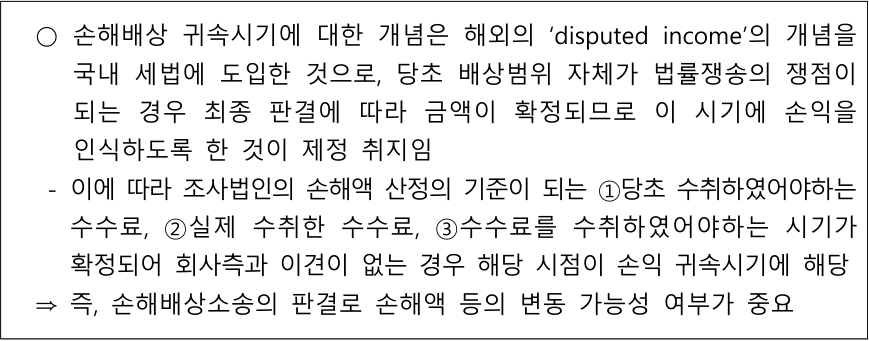 ○ 손해배상 귀속시기에 대한 개념은 해외의 ‘disputed income’의 개념을
국내 세법에 도입한 것으로, 당초 배상범위 자체가 법률쟁송의 쟁점이
되는 경우 최종 판결에 따라 금액이 확정되므로 이 시기에 손익을
인식하도록 한 것이 제정 취지임
- 이에 따라 조사법인의 손해액 산정의 기준이 되는 ①당초 수취하였어야하는
수수료, ②실제 수취한 수수료, ③수수료를 수취하였어야하는 시기가
확정되어 회사측과 이견이 없는 경우 해당 시점이 손익 귀속시기에 해당
⇒ 즉, 손해배상소송의 판결로 손해액 등의 변동 가능성 여부가 중요